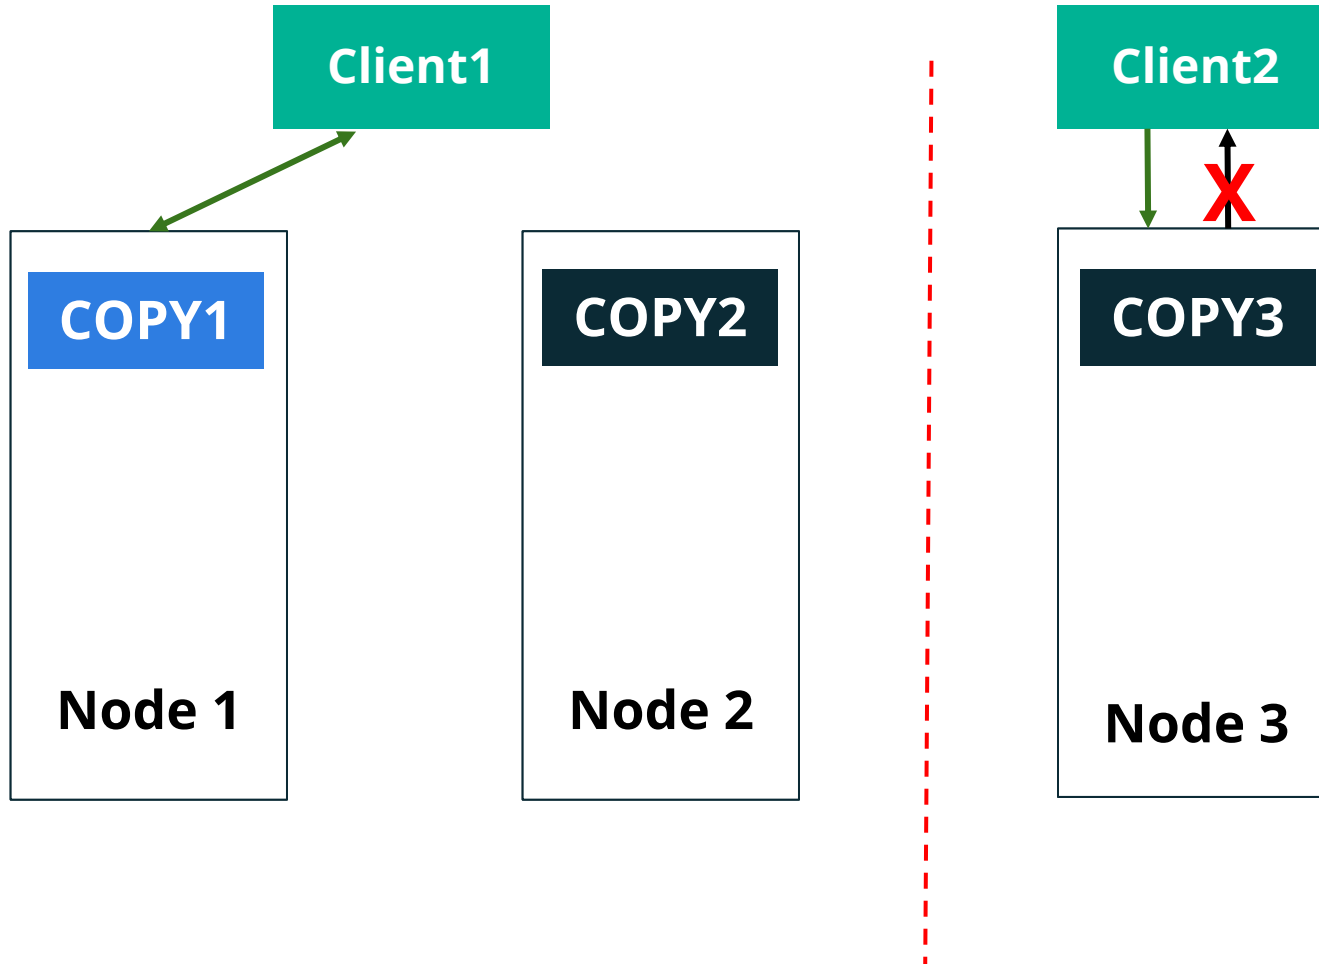 Client1
Client2
X
COPY1
COPY2
COPY3
Node 1
Node 2
Node 3